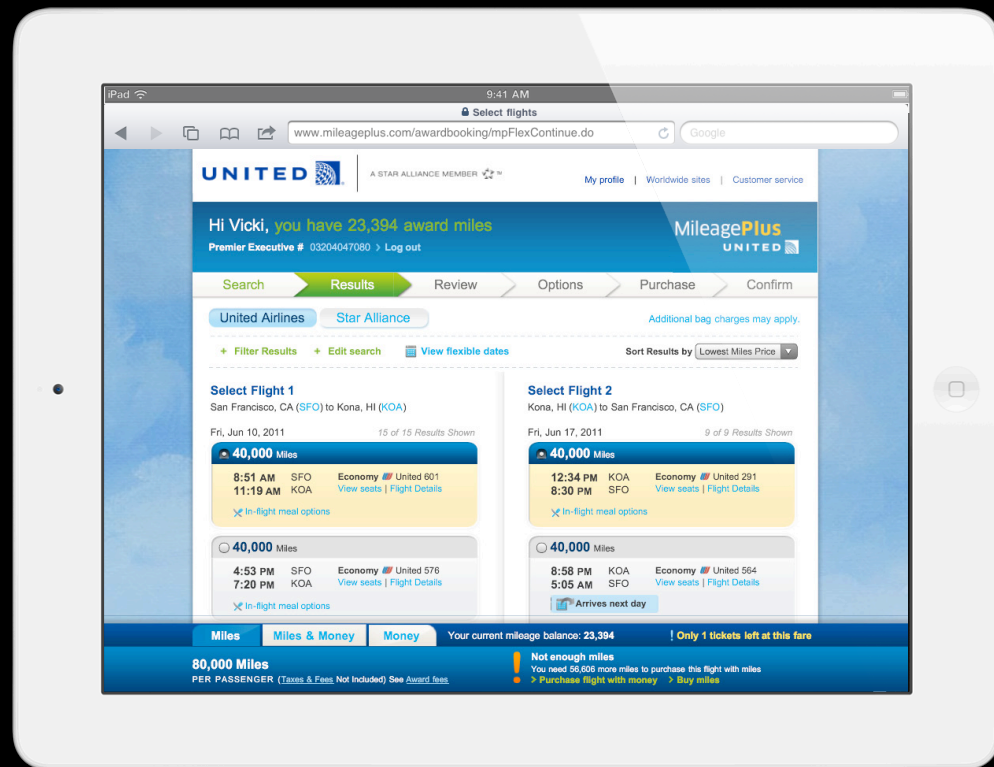 iPad
9:41 AM
Select flights
www.mileageplus.com/awardbooking/mpFlexContinue.do
Google
UNITED
A STAR ALLIANCE MEMBER ™
My profile | Worldwide sites | Customer service
Hi Vicki, you have 23,394 award miles
Premier Executive # 03204047080 > Log out
MileagePlus
UNITED
Search Results Review Options Purchase Confirm
United Airlines Star Alliance
Additional bag charges may apply.
+ Filter Results + Edit search View flexible dates
Sort Results by Lowest Miles Price
Select Flight 1
San Francisco, CA (SFO) to Kona, HI (KOA)
Fri, Jun 10, 2011 15 of 15 Results Shown
40,000 Miles
8:51 AM SFO Economy United 601
11:19 AM KOA View seats | Flight Details
In-flight meal options
40,000 Miles
4:53 PM SFO Economy United 576
7:20 PM KOA View seats | Flight Details
In-flight meal options
Select Flight 2
Kona, HI (KOA) to San Francisco, CA (SFO)
Fri, Jun 17, 2011 9 of 9 Results Shown
40,000 Miles
12:34 PM KOA Economy United 291
8:30 PM SFO View seats | Flight Details
In-flight meal options
40,000 Miles
8:58 PM KOA Economy United 564
5:05 AM SFO View seats | Flight Details
Arrives next day
Miles Miles & Money Money
Your current mileage balance: 23,394
! Only 1 tickets left at this fare
80,000 Miles
PER PASSENGER (Taxes & Fees Not Included) See Award fees
Not enough miles
You need 56,606 more miles to purchase this flight with miles
> Purchase flight with money > Buy miles